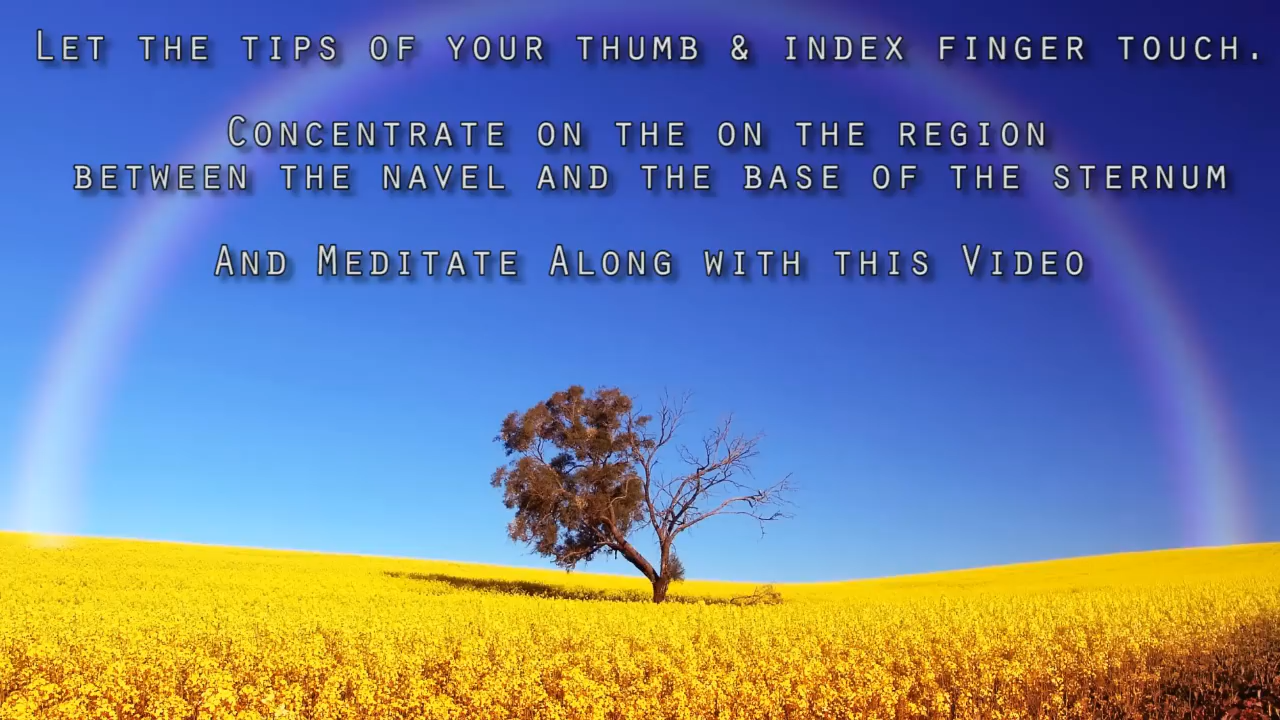 Let the tips of your thumb & index finger touch.
Concentrate on the on the region
between the navel and the base of the sternum
And Meditate Along with this Video